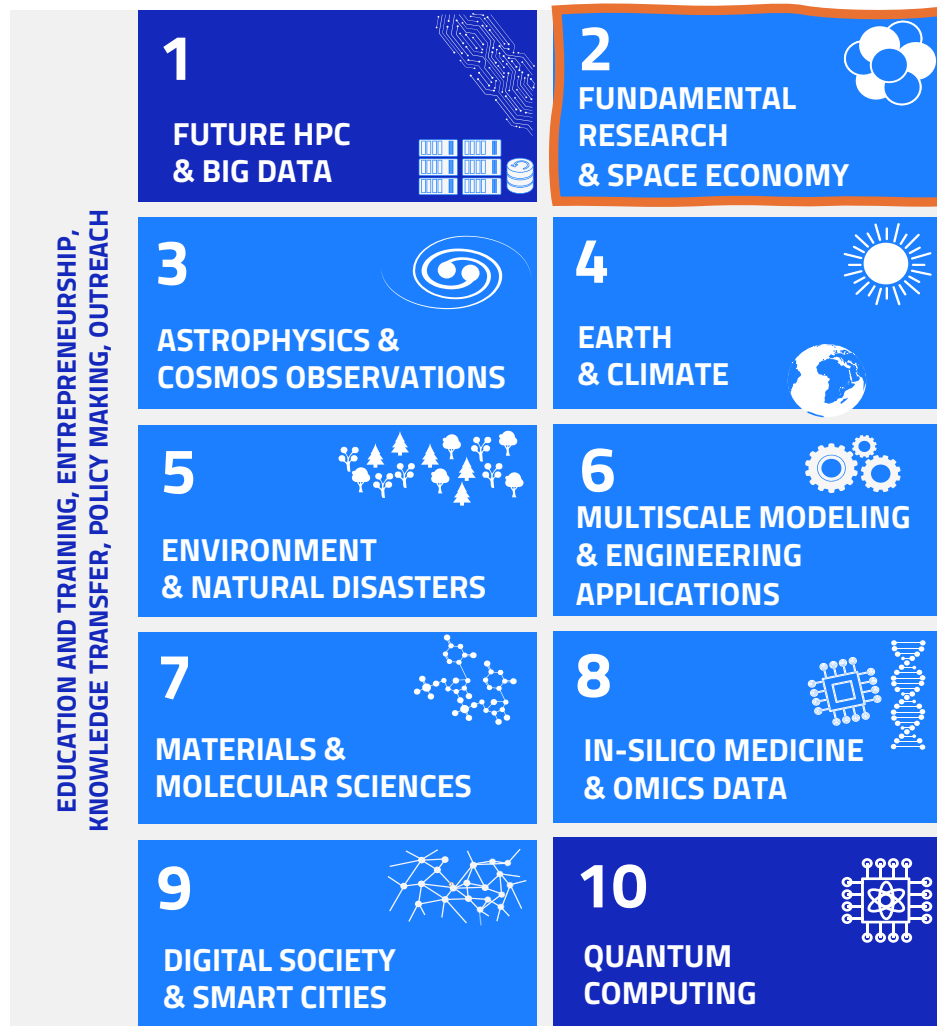 EDUCATION AND TRAINING, ENTREPRENEURSHIP,
KNOWLEDGE TRANSFER, POLICY MAKING, OUTREACH
1
FUTURE HPC
& BIG DATA
2
FUNDAMENTAL
RESEARCH
& SPACE ECONOMY
3
ASTROPHYSICS &
COSMOS OBSERVATIONS
4
EARTH
& CLIMATE
5
ENVIRONMENT
& NATURAL DISASTERS
6
MULTISCALE MODELING
& ENGINEERING
APPLICATIONS
7
MATERIALS &
MOLECULAR SCIENCES
8
IN-SILICO MEDICINE
& OMICS DATA
9
DIGITAL SOCIETY
& SMART CITIES
10
QUANTUM
COMPUTING